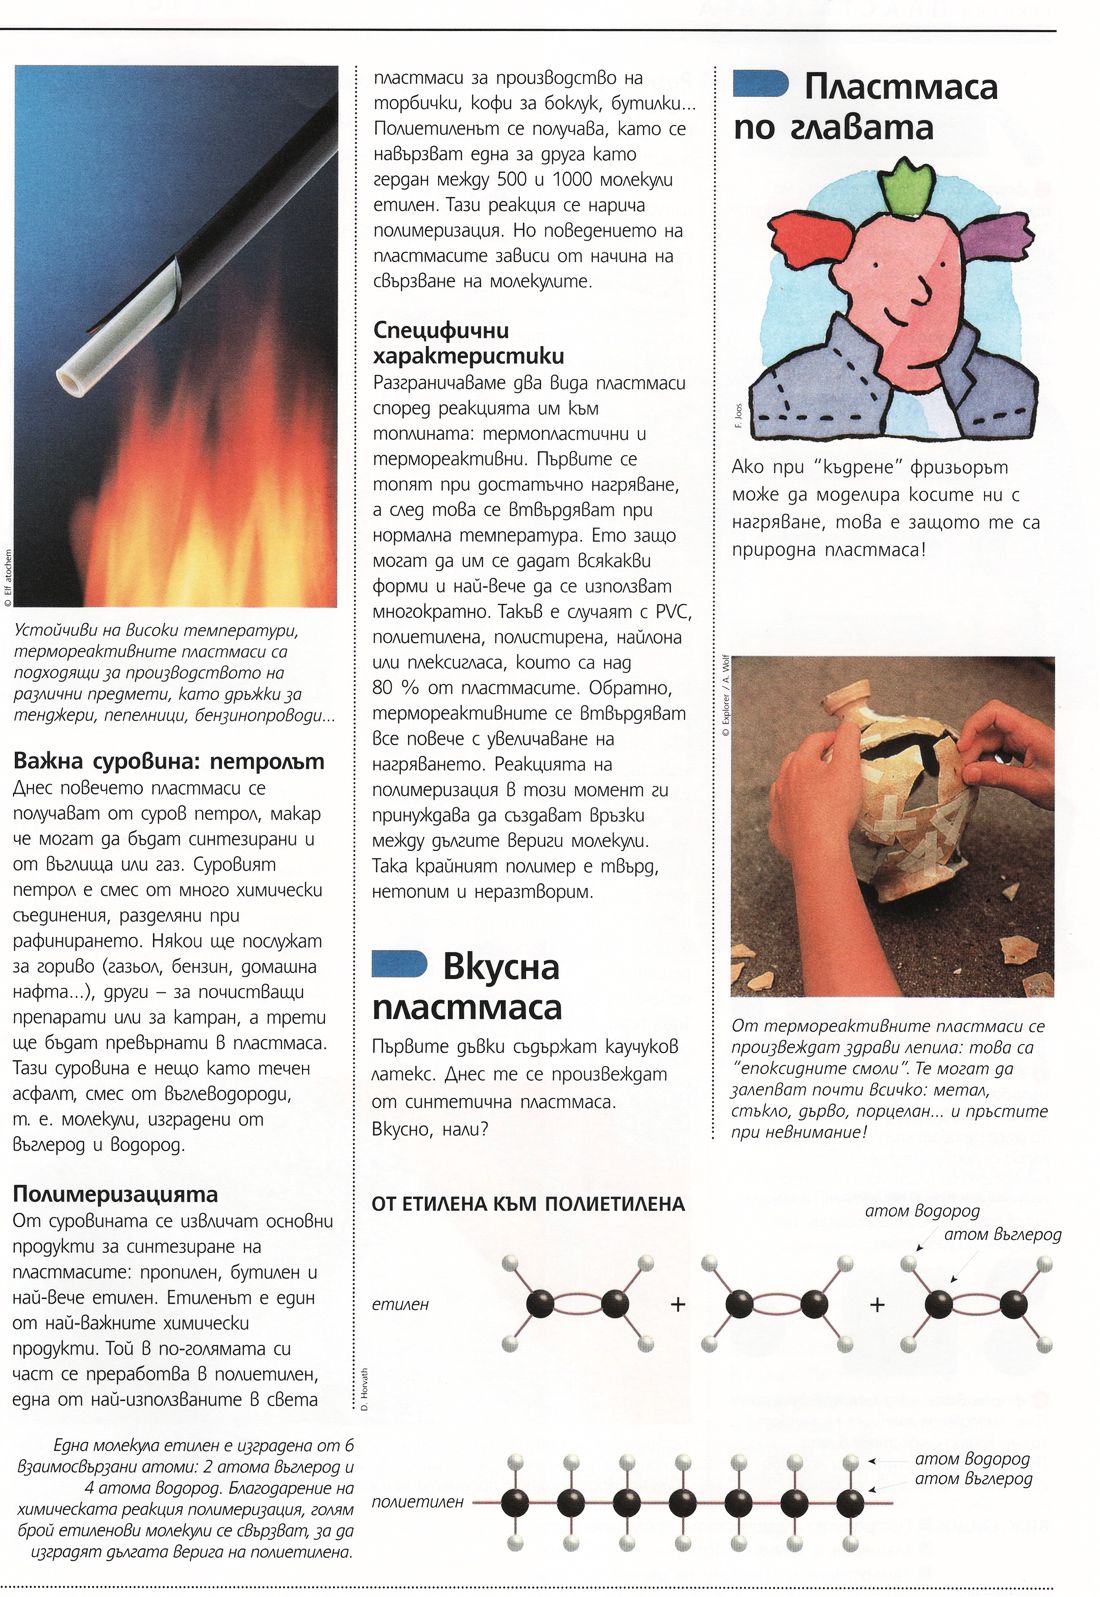 © Elf atochem
Устойчиви на високи температури,
термореактивните пластмаси са
подходящи за производството на
различни предмети, като дръжки за
тенджери, пепелници, бензинопроводи...
Важна суровина: петролът
Днес повечето пластмаси се
получават от суров петрол, макар
че могат да бъдат синтезирани и
от въглища или газ. Суровият
петрол е смес от много химически
съединения, разделяни при
рафинирането. Някои ще послужат
за гориво (газьол, бензин, домашна
нафта...), други – за почистващи
препарати или за катран, а трети
ще бъдат превърнати в пластмаса.
Тази суровина е нещо като течен
асфалт, смес от въглеводороди,
т. е. молекули, изградени от
въглерод и водород.
Полимеризацията
От суровината се извличат основни
продукти за синтезиране на
пластмасите: пропилен, бутилен и
най-вече етилен. Етиленът е един
от най-важните химически
продукти. Той в по-голямата си
част се преработва в полиетилен,
една от най-използваните в света
пластмаси за производство на
торбички, кофи за боклук, бутилки...
Полиетиленът се получава, като се
навързват една за друга като
гердан между 500 и 1000 молекули
етилен. Тази реакция се нарича
полимеризация. Но поведението на
пластмасите зависи от начина на
свързване на молекулите.
Специфични
характеристики
Разграничаваме два вида пластмаси
според реакцията им към
топлината: термопластични и
термореактивни. Първите се
топят при достатъчно нагряване,
а след това се втвърдяват при
нормална температура. Ето защо
могат да им се дадат всякакви
форми и най-вече да се използват
многократно. Такъв е случаят с PVC,
полиетилена, полистирена, найлона
или плексигласа, които са над
80 % от пластмасите. Обратно,
термореактивните се втвърдяват
все повече с увеличаване на
нагряването. Реакцията на
полимеризация в този момент ги
принуждава да създават връзки
между дългите вериги молекули.
Така крайният полимер е твърд,
нетопим и неразтворим.
Вкусна
пластмаса
Първите дъвки съдържат каучуков
латекс. Днес те се произвеждат
от синтетична пластмаса.
Вкусно, нали?
Пластмаса
по главата
F. Joos
Ако при “къдрене” фризьорът
може да моделира косите ни с
нагряване, това е защото те са
природна пластмаса!
© Explorer / A. Wolf
От термореактивните пластмаси се
произвеждат здрави лепила: това са
“епоксидните смоли”. Те могат да
залепват почти всичко: метал,
стъкло, дърво, порцелан... и пръстите
при невнимание!
ОТ ЕТИЛЕНА КЪМ ПОЛИЕТИЛЕНА
атом водород
атом въглерод
етилен
+
+
D. Horvath
Една молекула етилен е изградена от 6
взаимосвързани атоми: 2 атома въглерод и
4 атома водород. Благодарение на
химическата реакция полимеризация, голям
брой етиленови молекули се свързват, за да
изградят дългата верига на полиетилена.
атом водород
атом въглерод
полиетилен